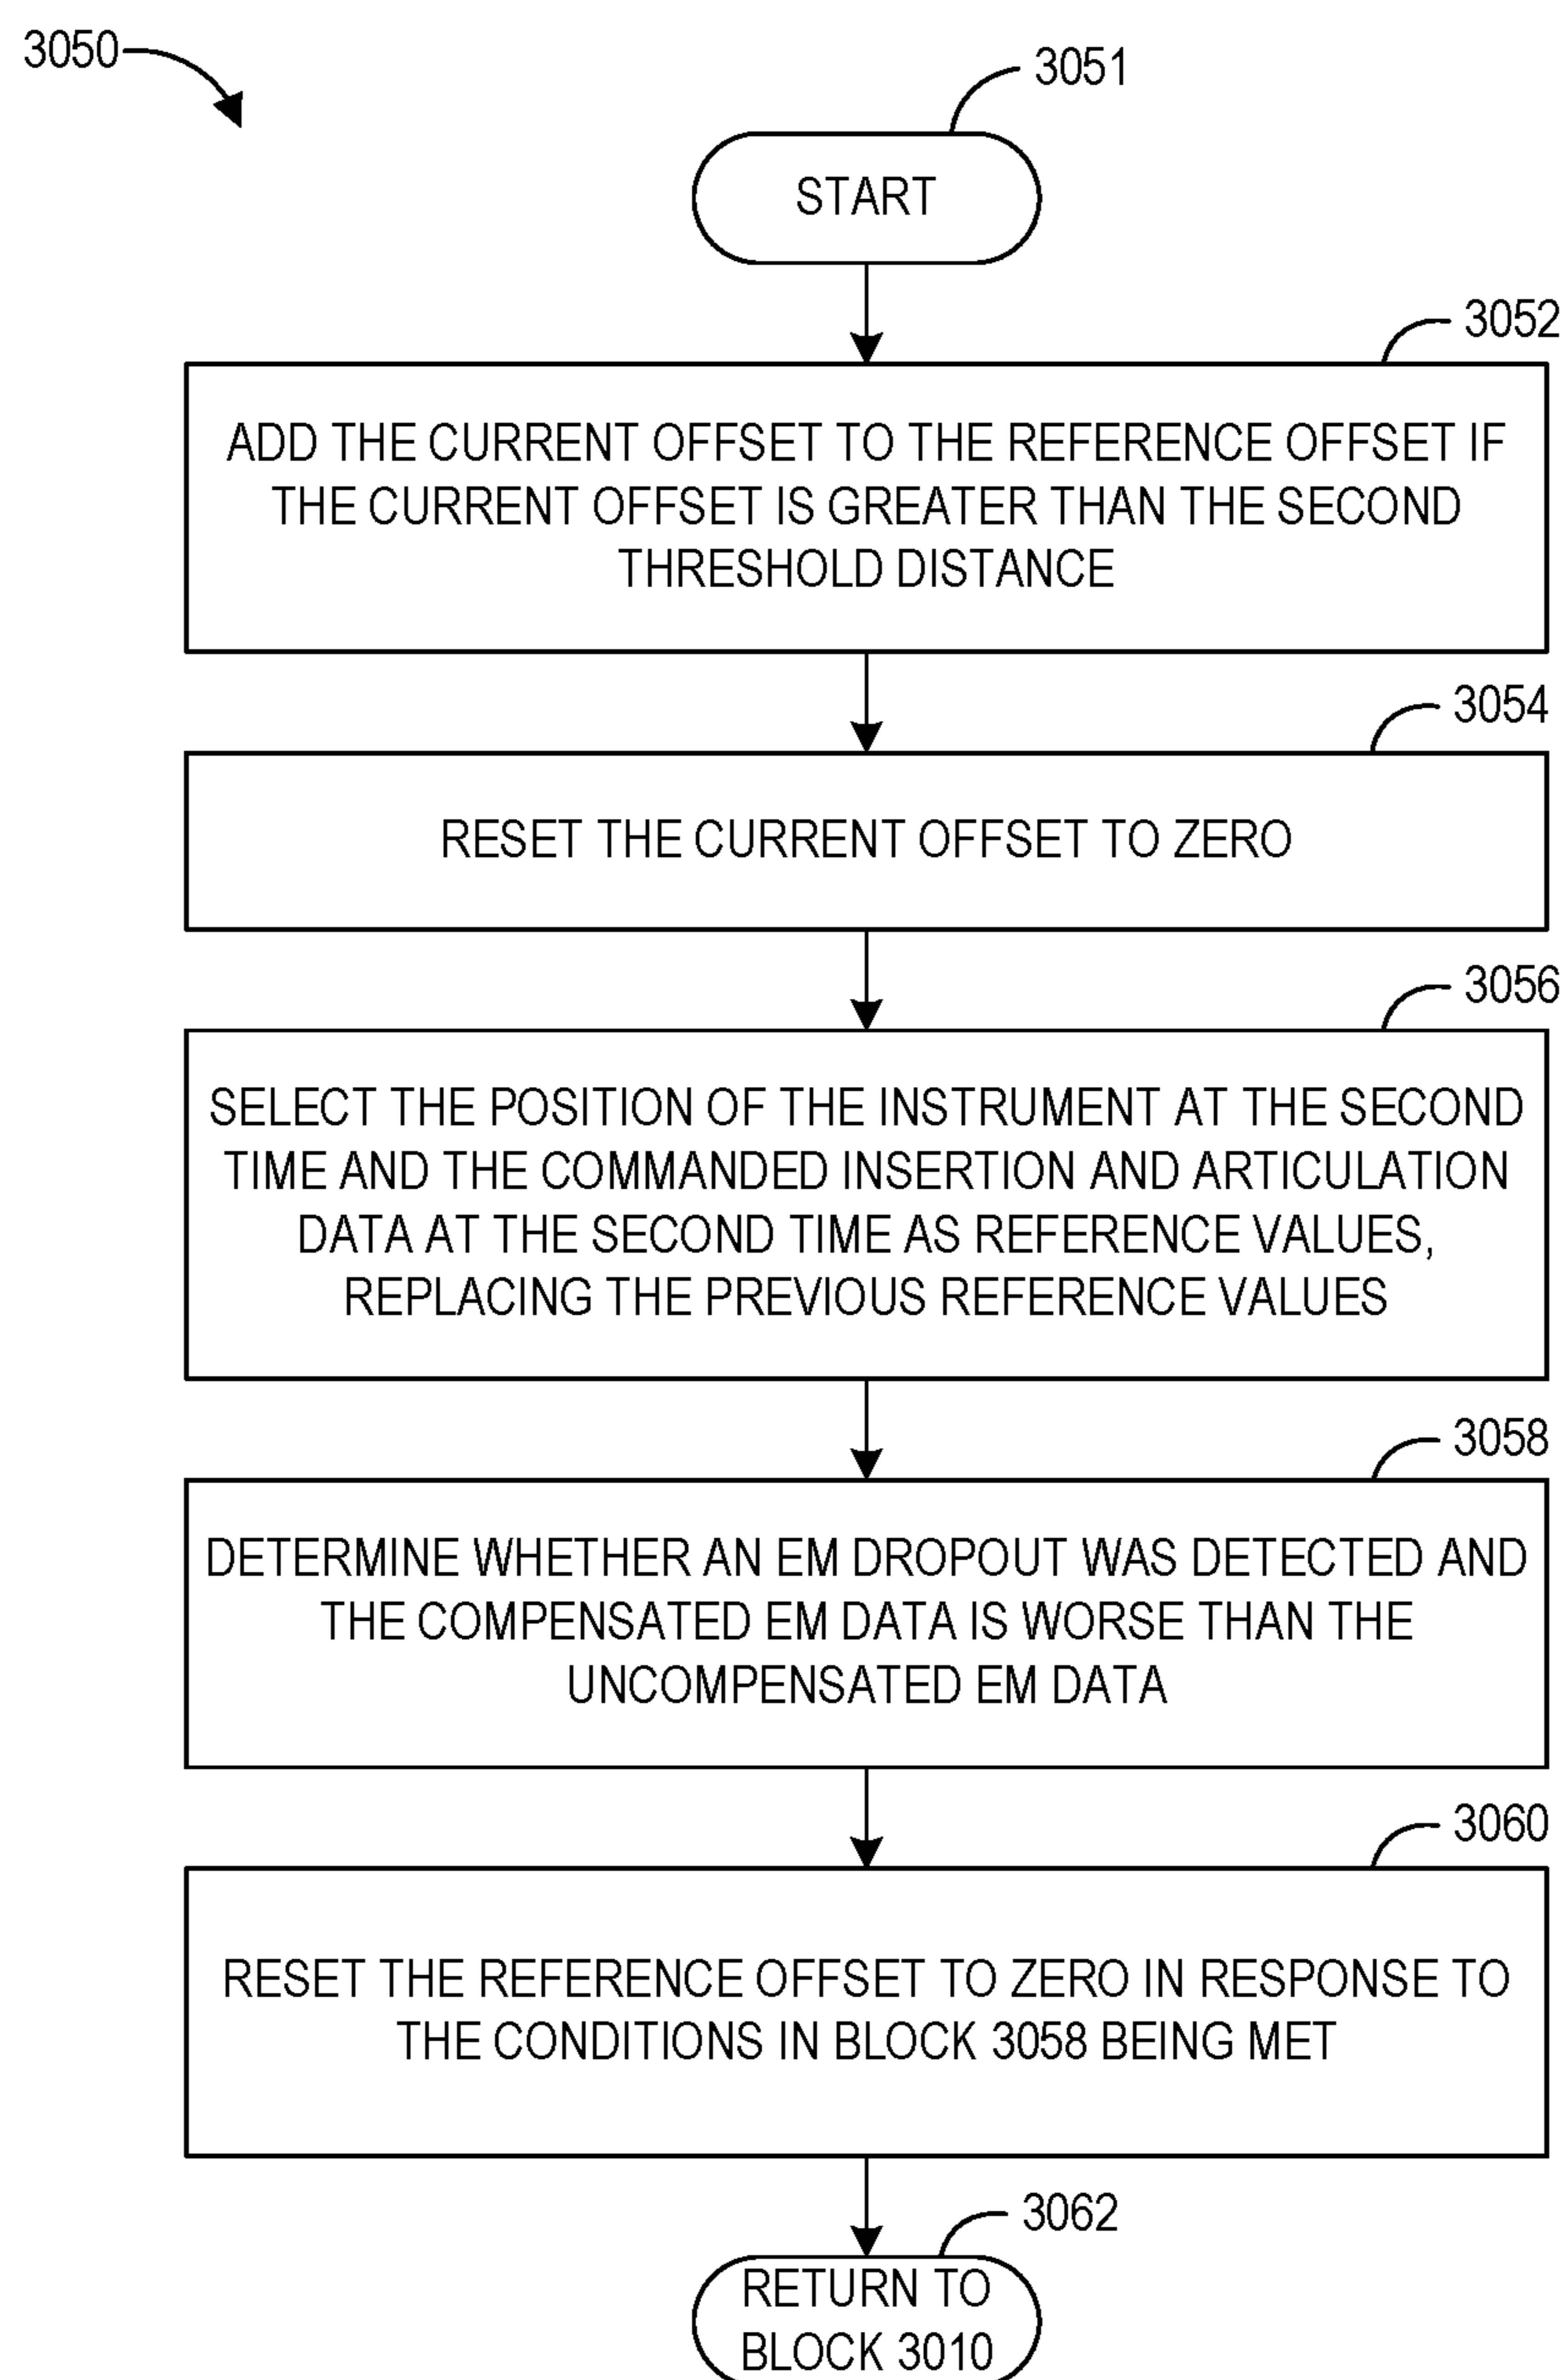 3050
3051
START
3052
ADD THE CURRENT OFFSET TO THE REFERENCE OFFSET IF
THE CURRENT OFFSET IS GREATER THAN THE SECOND
THRESHOLD DISTANCE
3054
RESET THE CURRENT OFFSET TO ZERO
3056
SELECT THE POSITION OF THE INSTRUMENT AT THE SECOND
TIME AND THE COMMANDED INSERTION AND ARTICULATION
DATA AT THE SECOND TIME AS REFERENCE VALUES,
REPLACING THE PREVIOUS REFERENCE VALUES
3058
DETERMINE WHETHER AN EM DROPOUT WAS DETECTED AND
THE COMPENSATED EM DATA IS WORSE THAN THE
UNCOMPENSATED EM DATA
3060
RESET THE REFERENCE OFFSET TO ZERO IN RESPONSE TO
THE CONDITIONS IN BLOCK 3058 BEING MET
3062
RETURN TO
BLOCK 3010